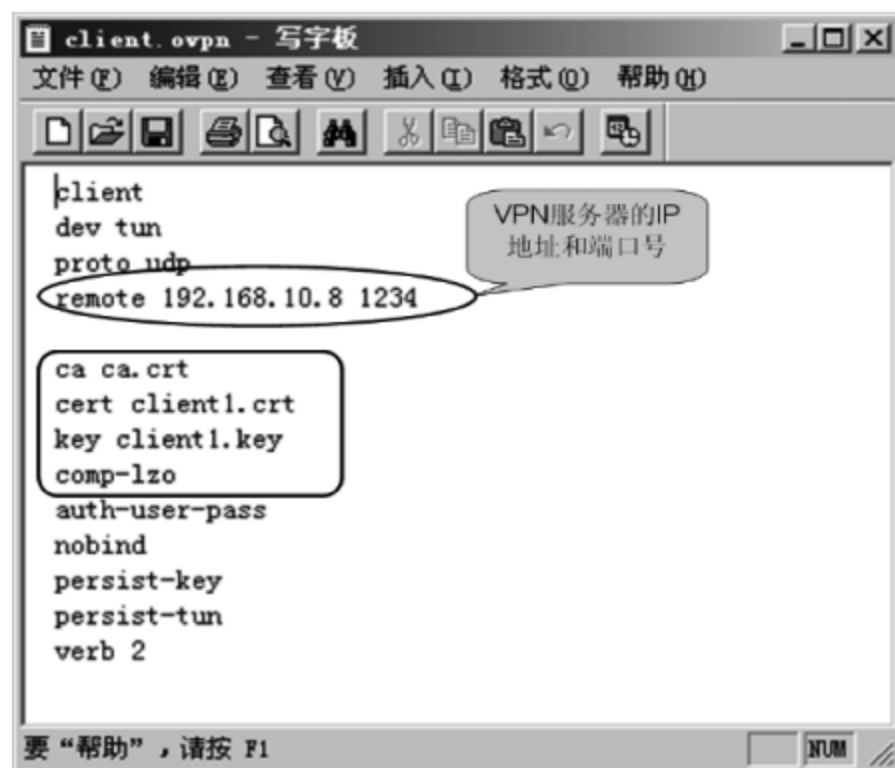 client.ovpn - 写字板
文件(F) 编辑(E) 查看(V) 插入(I) 格式(O) 帮助(H)
client
dev tun
proto udp
remote 192.168.10.8 1234
VPN服务器的IP
地址和端口号
ca ca.crt
cert client1.crt
key client1.key
comp-lzo
auth-user-pass
nobind
persist-key
persist-tun
verb 2
要“帮助”，请按 F1
NUM